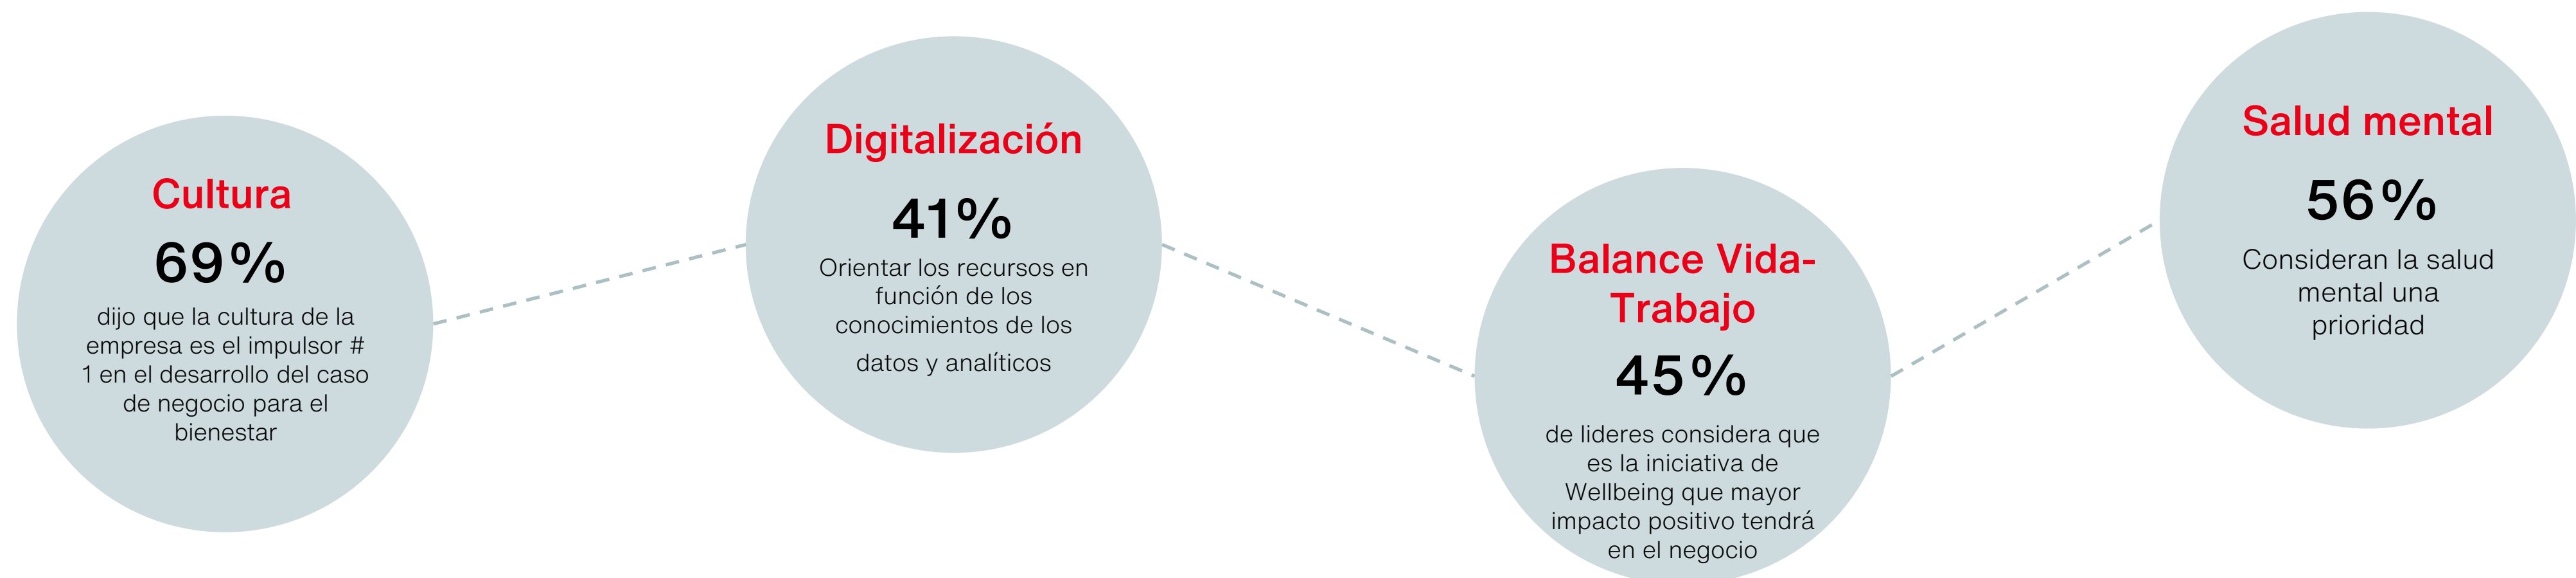 Cultura
69%
dijo que la cultura de la
empresa es el impulsor #
1 en el desarrollo del caso
de negocio para el
bienestar
Digitalización
41%
Orientar los recursos en
función de los
conocimientos de los
datos y analíticos
Balance Vida-
Trabajo
45%
de lideres considera que
es la iniciativa de
Wellbeing que mayor
impacto positivo tendrá
en el negocio
Salud mental
56%
Consideran la salud
mental una
prioridad